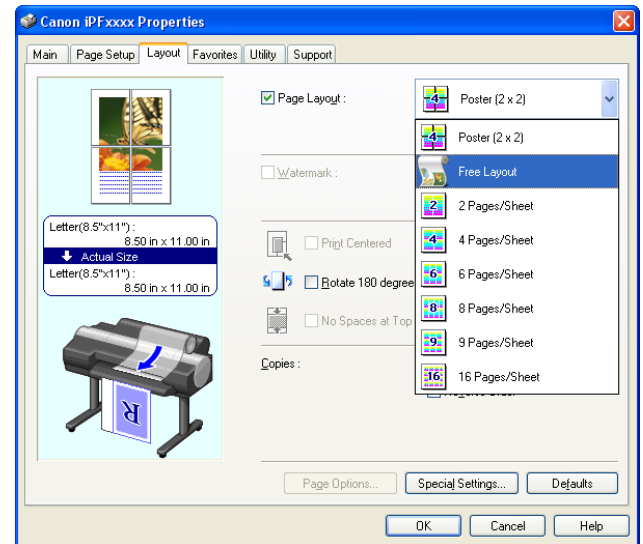 Canon iPFxxxx Properties
Main Page Setup Layout Favorites Utility Support
Page Layout :
Poster (2 x 2)
Poster (2 x 2)
Free Layout
2 Pages/Sheet
4 Pages/Sheet
6 Pages/Sheet
8 Pages/Sheet
9 Pages/Sheet
16 Pages/Sheet
Watermark :
Print Centered
Rotate 180 degree
No Spaces at Top
Copies :
Letter(8.5"x11") :
8.50 in x 11.00 in
Actual Size
Letter(8.5"x11") :
8.50 in x 11.00 in
R
Page Options... Special Settings... Defaults
OK Cancel Help